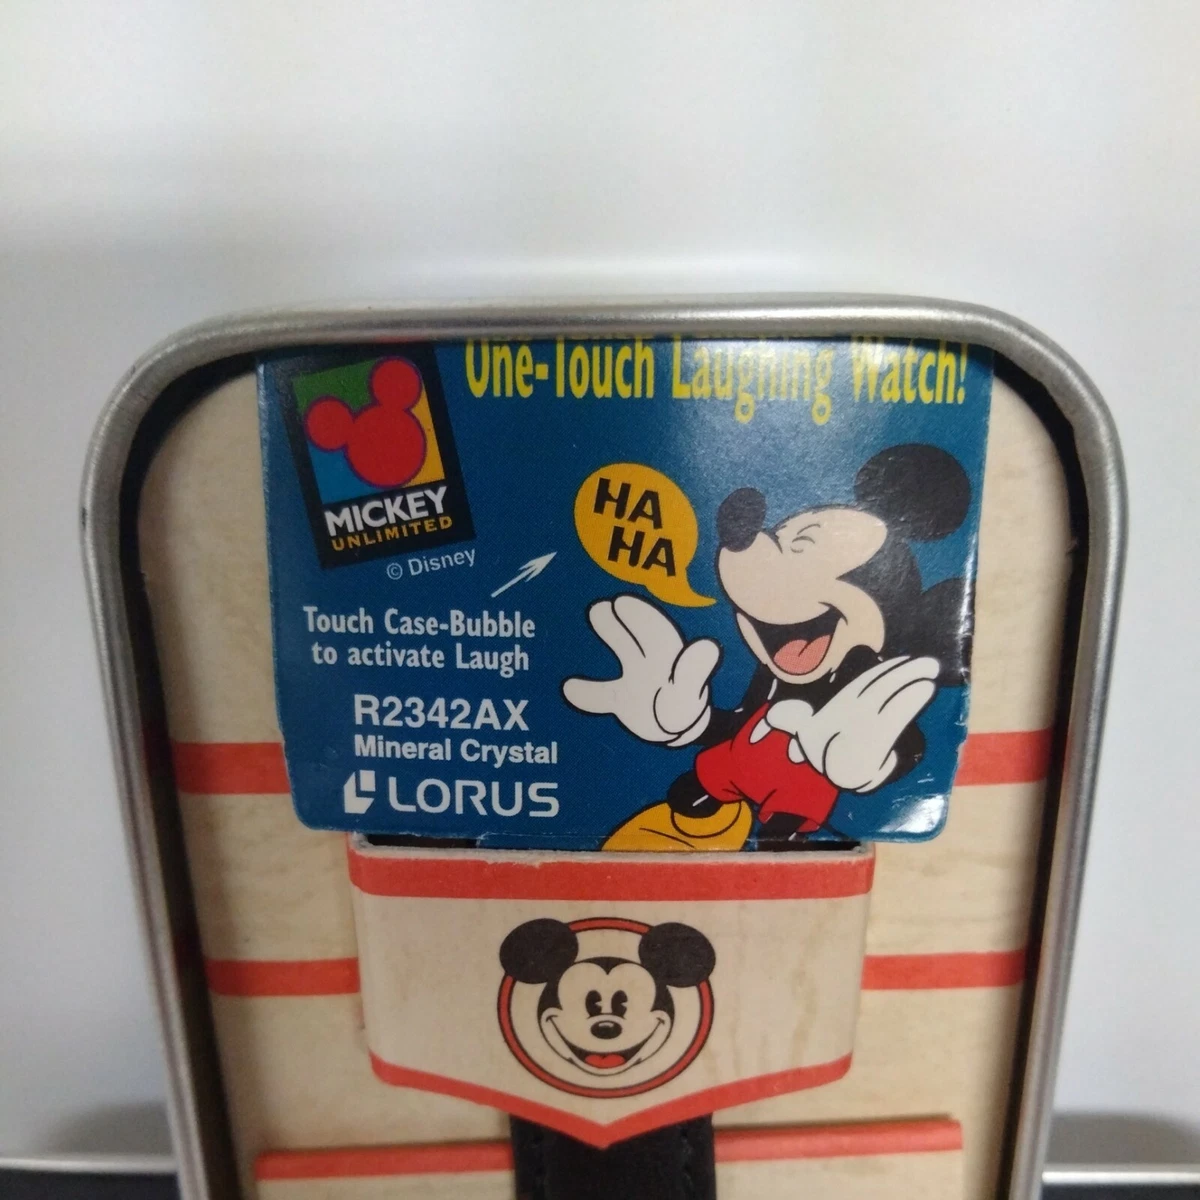 One-Touch Laughing Watch!
MICKEY
UNLIMITED
© Disney
HA
HA
Touch Case-Bubble
to activate Laugh
R2342AX
Mineral Crystal
LORUS